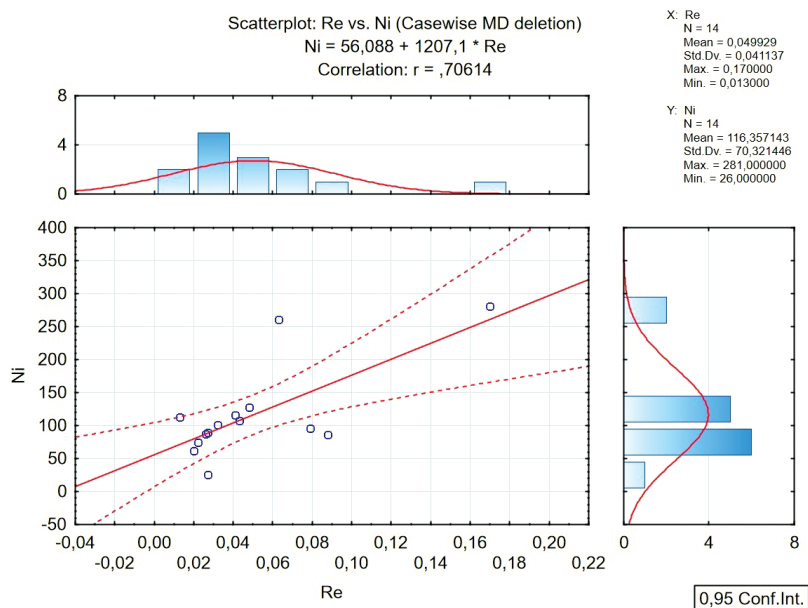 Scatterplot: Re vs. Ni (Casewise MD deletion)
Ni = 56,088 + 1207,1 * Re
Correlation: r = ,70614
X: Re
N = 14
Mean = 0,049929
Std.Dv. = 0,041137
Max. = 0,170000
Min. = 0,013000
Y: Ni
N = 14
Mean = 116,357143
Std.Dv. = 70,321446
Max. = 281,000000
Min. = 26,000000
8
4
0
400
350
300
250
200
150
100
50
0
-50
Ni
-0,04 0,00 0,04 0,08 0,12 0,16 0,20
-0,02 0,02 0,06 0,10 0,14 0,18 0,22
Re
0 4 8
0,95 Conf.Int.